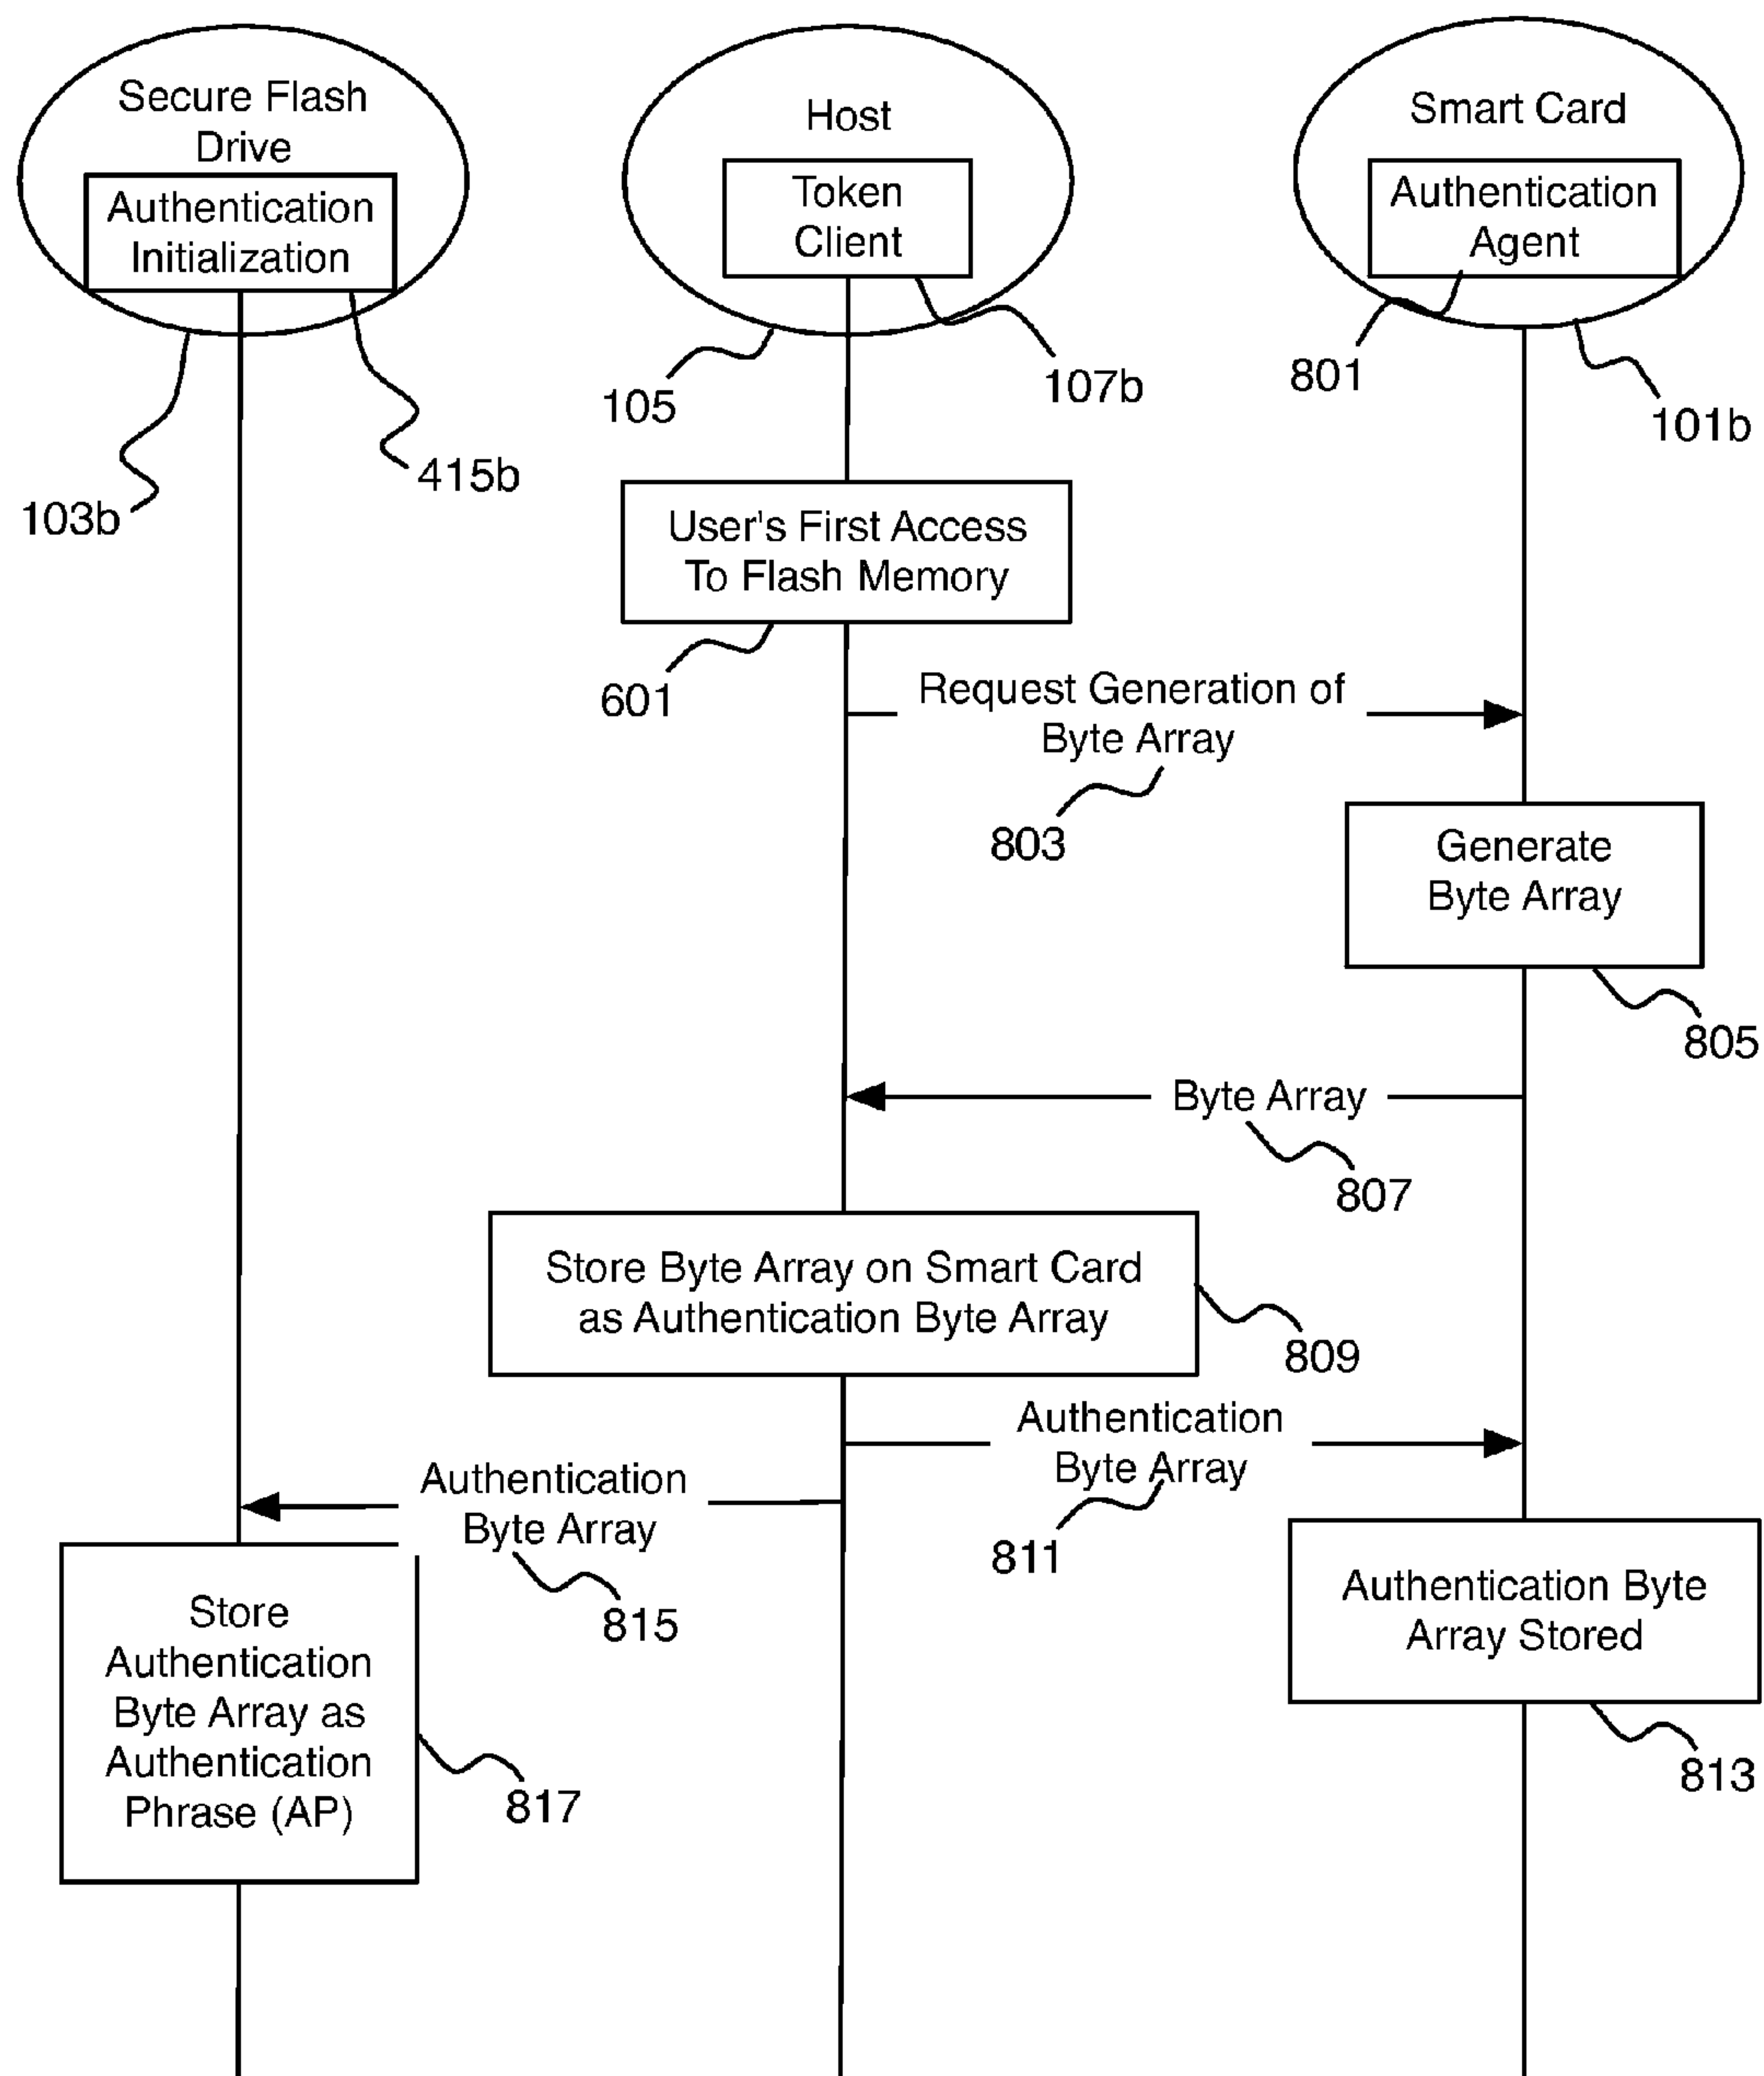 Secure Flash
Drive
Authentication
Initialization
Host
Token
Client
Smart Card
Authentication
Agent
103b
415b
105
107b
801
101b
User's First Access
To Flash Memory
601
Request Generation of
Byte Array
803
Generate
Byte Array
805
Byte Array
807
Store Byte Array on Smart Card
as Authentication Byte Array
809
Authentication
Byte Array
811
Authentication
Byte Array
815
Authentication Byte
Array Stored
813
Store
Authentication
Byte Array as
Authentication
Phrase (AP)
817